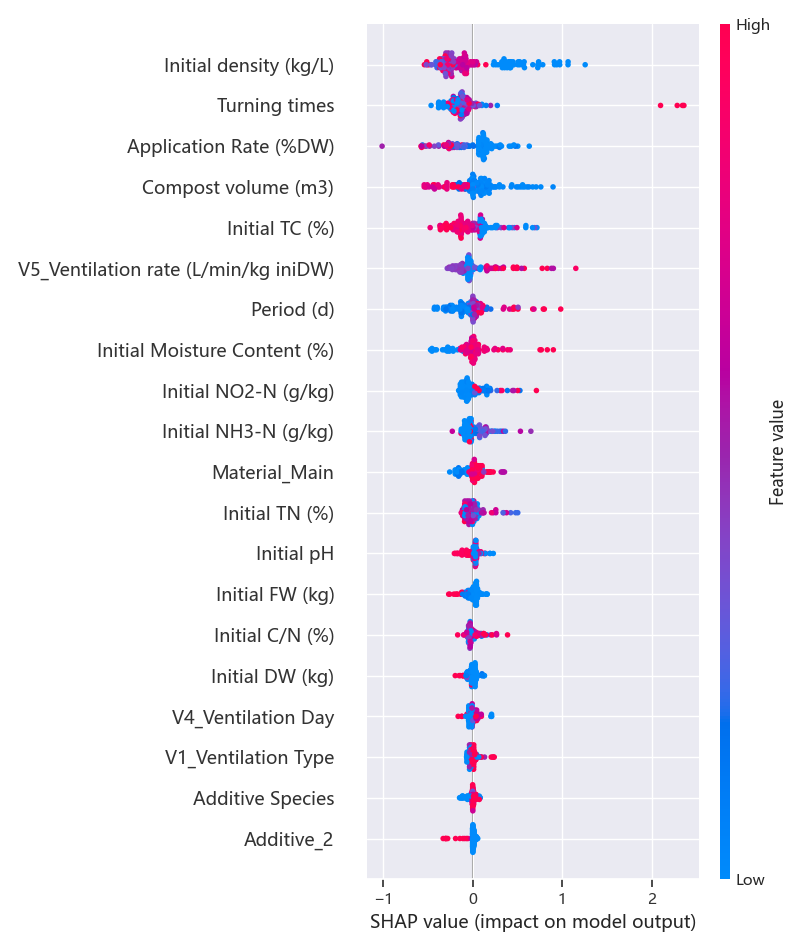 High
Initial density (kg/L)
Turning times
Application Rate (%DW)
Compost volume (m3)
Initial TC (%)
V5_Ventilation rate (L/min/kg iniDW)
Period (d)
Initial Moisture Content (%)
Initial NO2-N (g/kg)
Initial NH3-N (g/kg)
Material_Main
Initial TN (%)
Initial pH
Initial FW (kg)
Initial C/N (%)
Initial DW (kg)
V4_Ventilation Day
V1_Ventilation Type
Additive Species
Additive_2
Feature value
Low
−1 0 1 2
SHAP value (impact on model output)